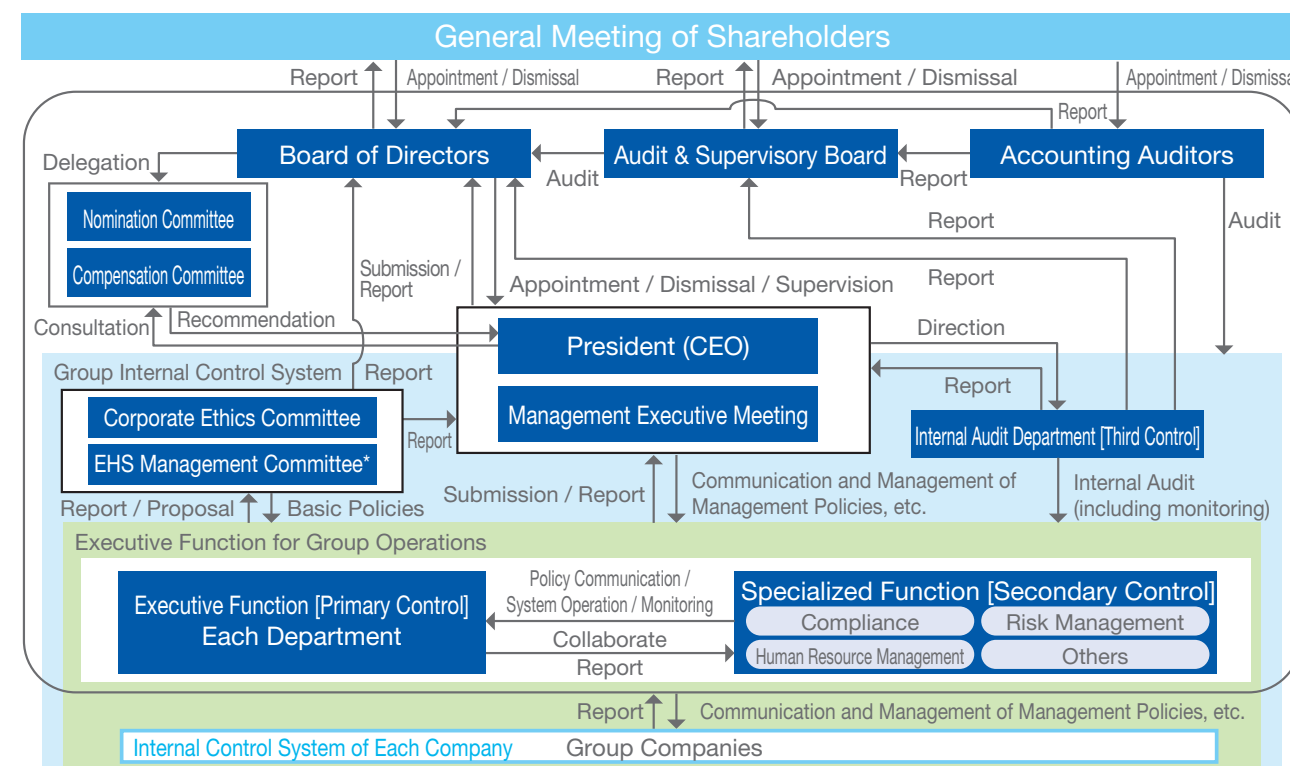 General Meeting of Shareholders
Report
Appointment / Dismissal
Report
Appointment / Dismissal
Appointment / Dismissa
Report
Board of Directors
Audit & Supervisory Board
Accounting Auditors
Delegation
Audit
Report
Nomination Committee
Compensation Committee
Report
Audit
Submission /
Report
Report
Appointment / Dismissal / Supervision
Consultation
Recommendation
Direction
President (CEO)
Management Executive Meeting
Group Internal Control System
Report
Report
Corporate Ethics Committee
EHS Management Committee*
Report
Internal Audit Department [Third Control]
Report / Proposal
Basic Policies
Submission / Report
Communication and Management of
Management Policies, etc.
Internal Audit
(including monitoring)
Executive Function for Group Operations
Executive Function [Primary Control]
Each Department
Policy Communication /
System Operation / Monitoring
Collaborate
Report
Specialized Function [Secondary Control]
Compliance
Risk Management
Human Resource Management
Others
Report
Communication and Management of Management Policies, etc.
Internal Control System of Each Company
Group Companies